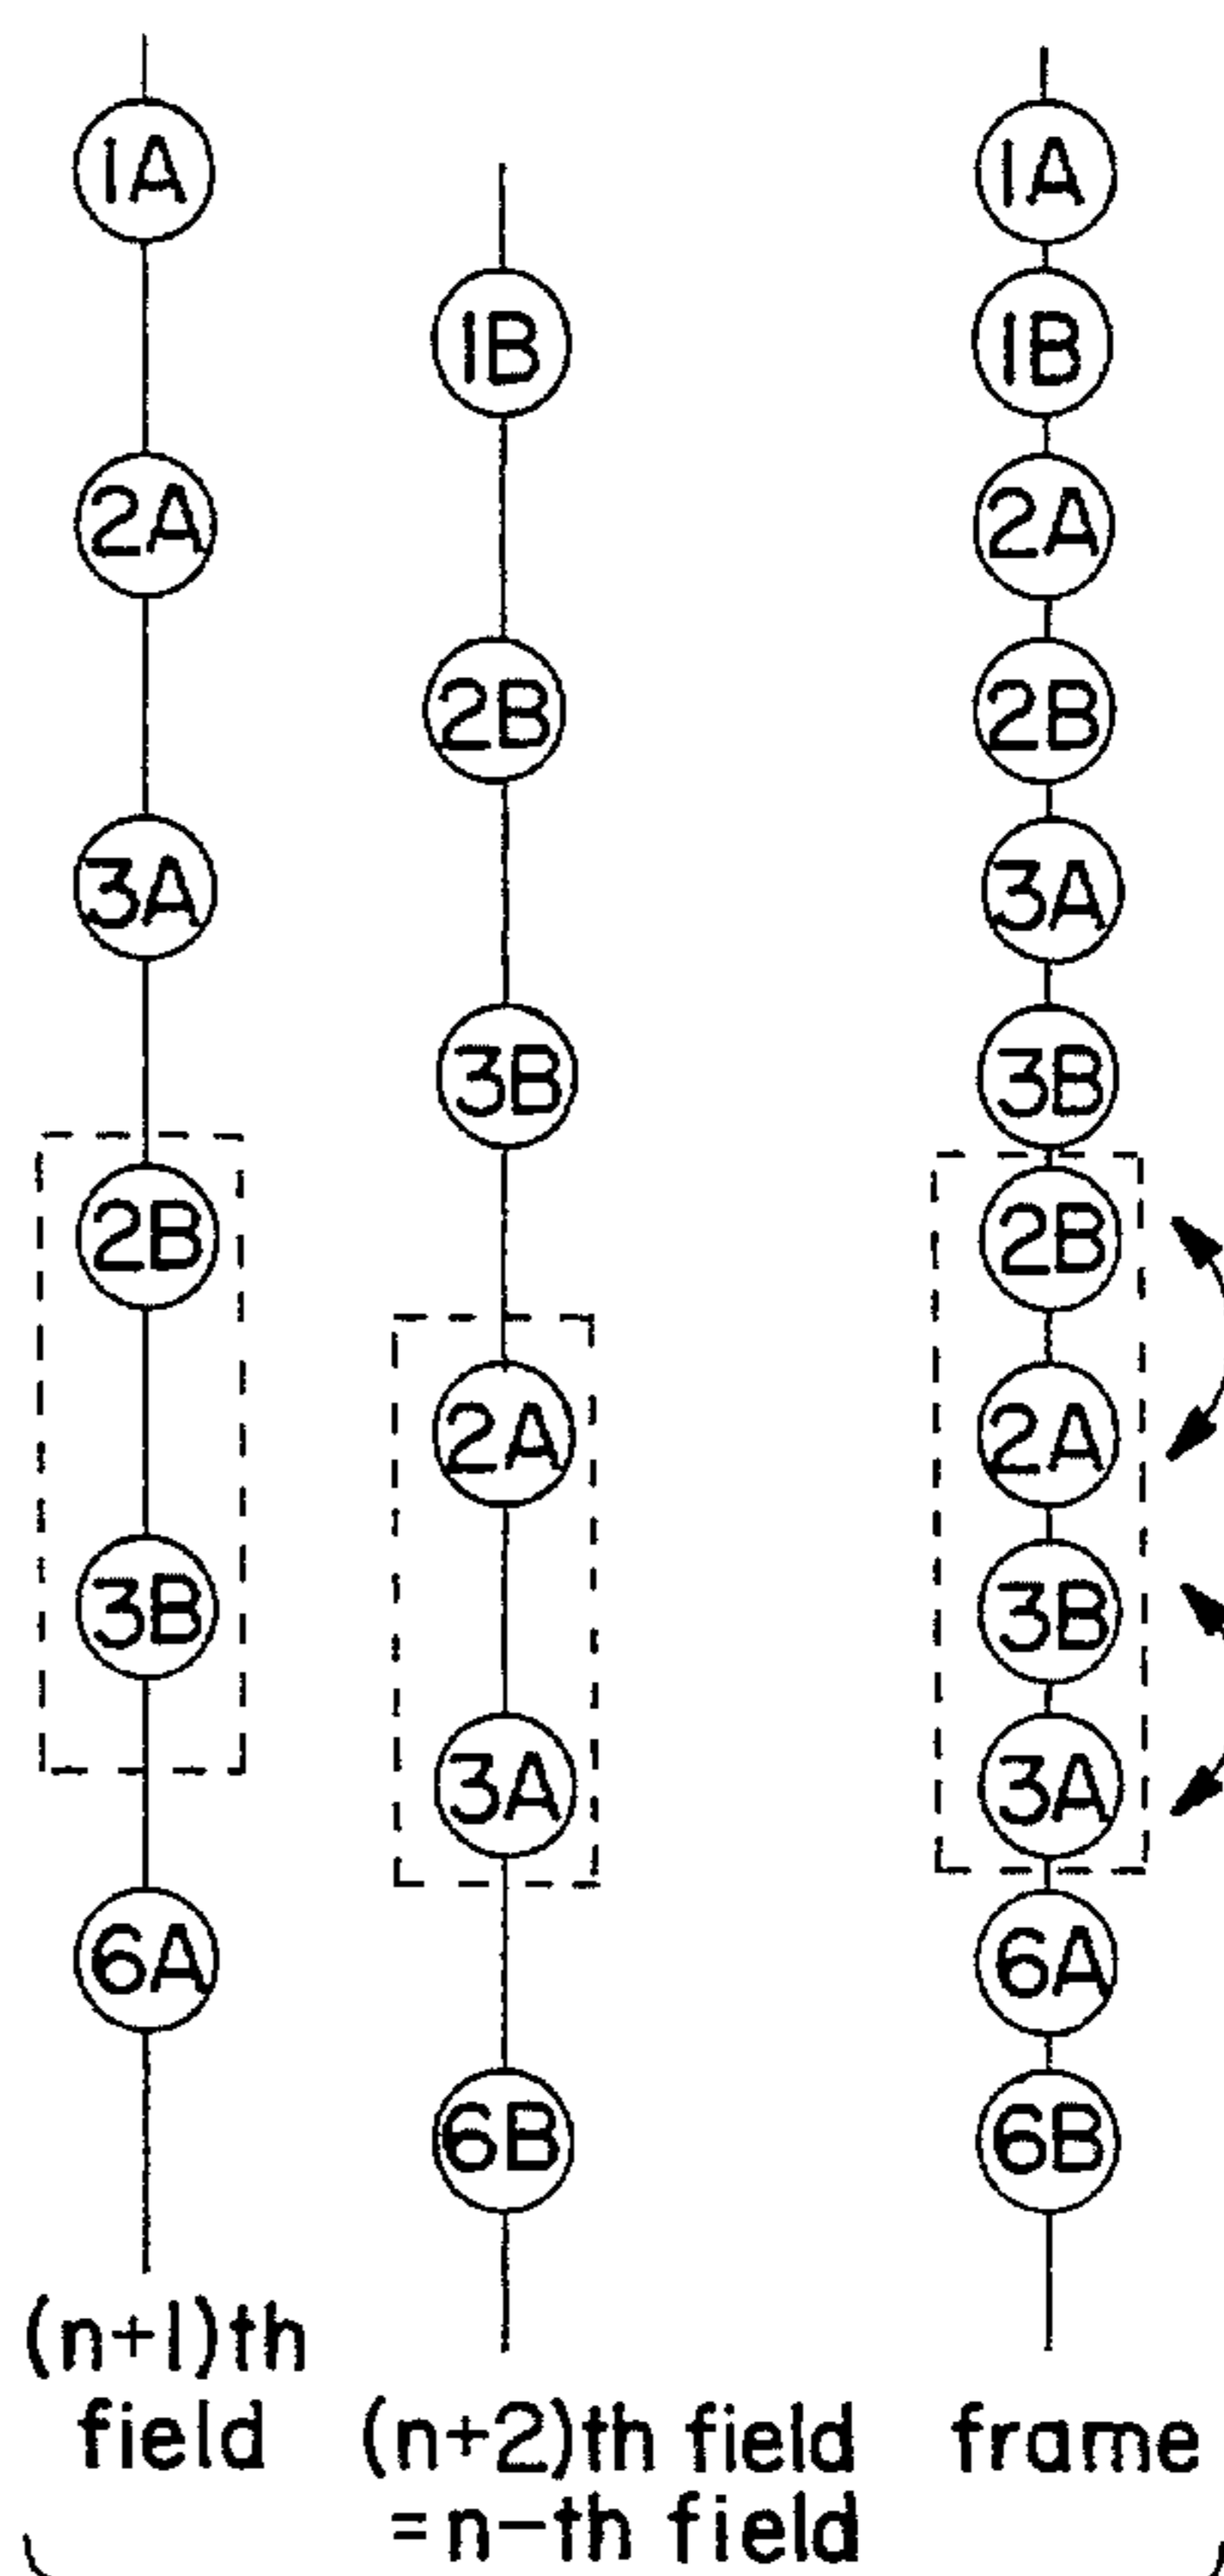 1A
2A
3A
2B
3B
6A
(n+1)th
field
1B
2B
3B
2A
3A
6B
(n+2)th field
=n-th field
1A
1B
2A
2B
3A
3B
2B
2A
3B
3A
6A
6B
frame